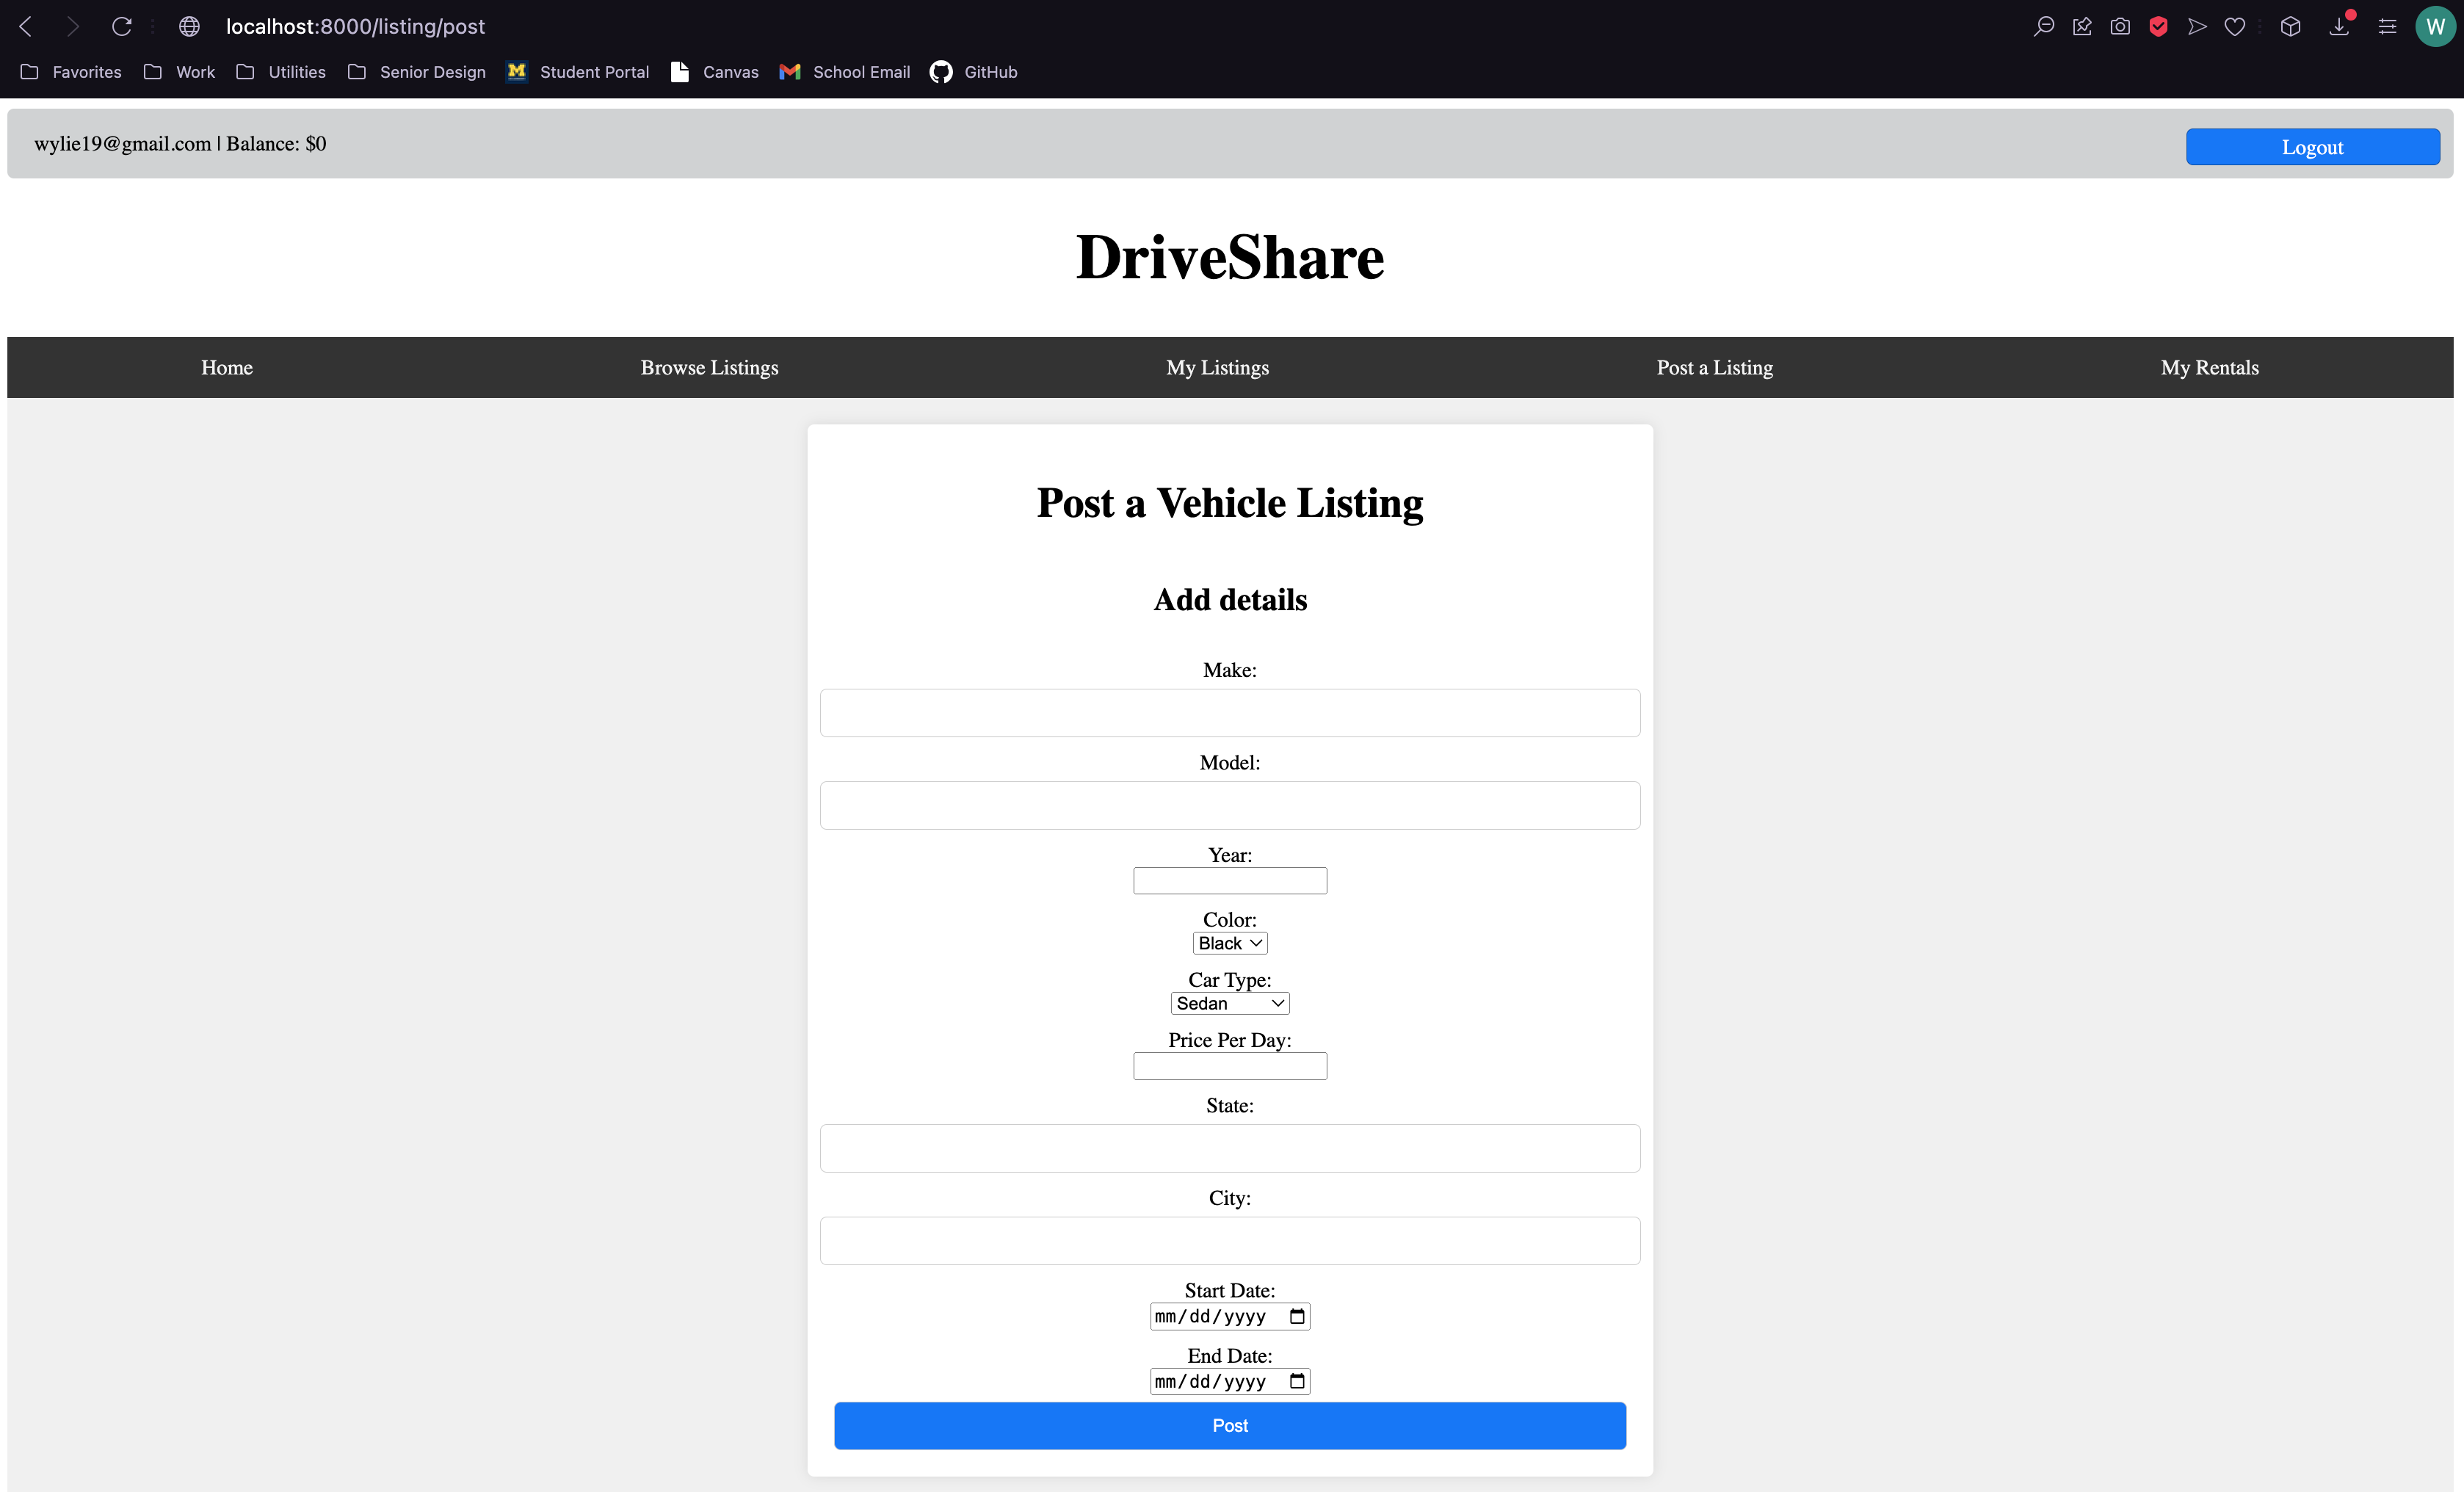 localhost:8000/listing/post
W
Favorites Work Utilities Senior Design Student Portal Canvas School Email GitHub
wylie19@gmail.com | Balance: $0
Logout
DriveShare
Home Browse Listings My Listings Post a Listing My Rentals
Post a Vehicle Listing
Add details
Make:
Model:
Year:
Color:
Black
Car Type:
Sedan
Price Per Day:
State:
City:
Start Date:
mm/dd/yyyy
End Date:
mm/dd/yyyy
Post